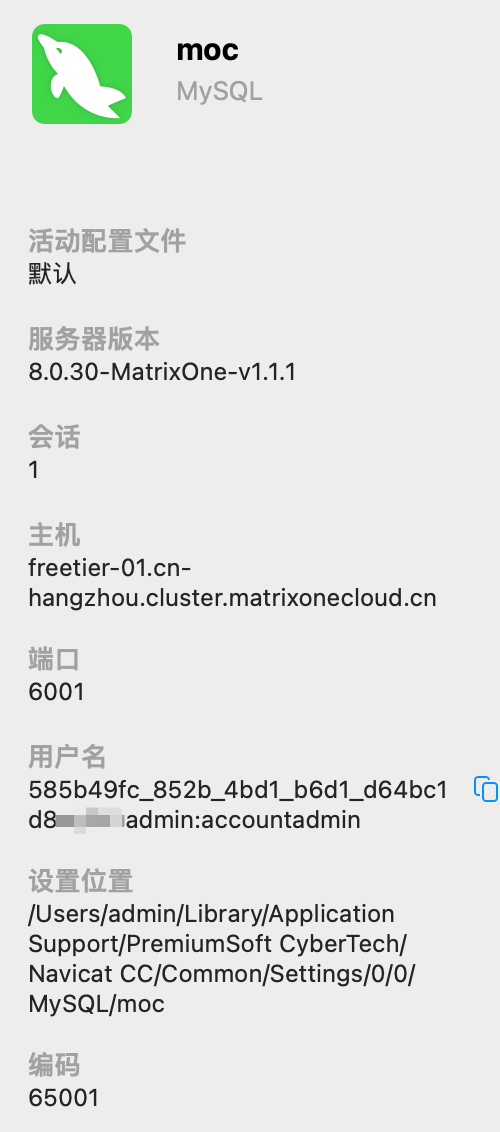 moc
MySQL
活动配置文件
默认
服务器版本
8.0.30-MatrixOne-v1.1.1
会话
1
主机
freetier-01.cn-
hangzhou.cluster.matrixonecloud.cn
端口
6001
用户名
585b49fc_852b_4bd1_b6d1_d64bc1
d8 admin:accountadmin
设置位置
/Users/admin/Library/Application
Support/PremiumSoft CyberTech/
Navicat CC/Common/Settings/0/0/
MySQL/moc
编码
65001